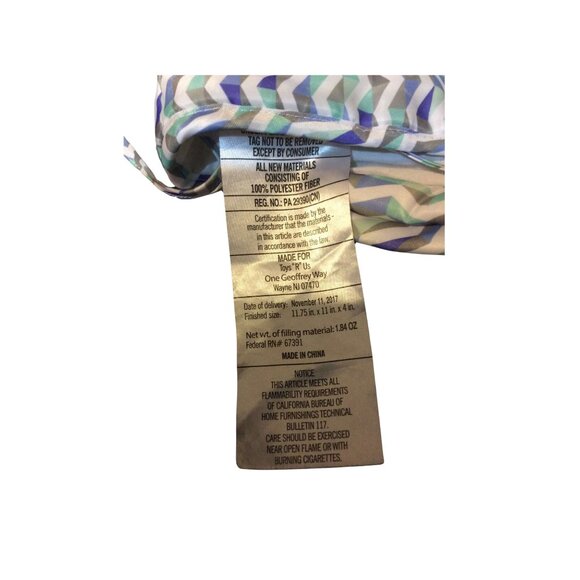 TAG NOT TO BE REMOVED
EXCEPT BY CONSUMER
ALL NEW MATERIALS
CONSISTING OF
100% POLYESTER FIBER
REG. NO.: PA 29390(CN)
Certification is made by the
manufacturer that the materials
in this article are described
in accordance with the law.
MADE FOR
Toys "R" Us
One Geoffrey Way
Wayne NJ 07470
Date of delivery: November 11, 2017
Finished size: 11.75 in. x 11 in x 4 in.
Net wt. of filling material: 1.84 OZ
Federal RN# 67391
MADE IN CHINA
NOTICE
THIS ARTICLE MEETS ALL
FLAMMABILITY REQUIREMENTS
OF CALIFORNIA BUREAU OF
HOME FURNISHINGS TECHNICAL
BULLETIN 117.
CARE SHOULD BE EXERCISED
NEAR OPEN FLAME OR WITH
BURNING CIGARETTES.